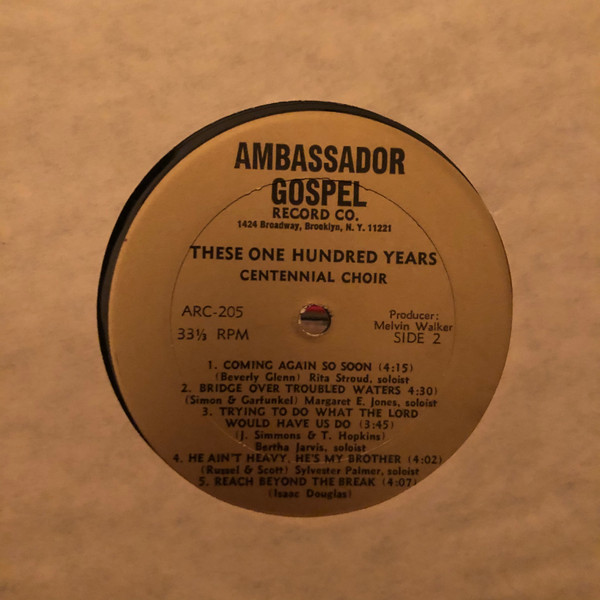 AMBASSADOR
GOSPEL
RECORD CO.
1424 Broadway, Brooklyn, N. Y. 11221
THESE ONE HUNDRED YEARS
CENTENNIAL CHOIR
ARC-205
33⅓ RPM
Producer:
Melvin Walker
SIDE 2
1. COMING AGAIN SO SOON (4:15)
(Beverly Glenn) Rita Stroud, soloist
2. BRIDGE OVER TROUBLED WATERS 4:30)
(Simon & Garfunkel) Margaret E. Jones, soloist
3. TRYING TO DO WHAT THE LORD
WOULD HAVE US DO (3:45)
(J. Simmons & T. Hopkins)
Bertha Jarvis, soloist
4. HE AIN'T HEAVY, HE'S MY BROTHER (4:02)
(Russel & Scott) Sylvester Palmer, soloist
5. REACH BEYOND THE BREAK (4:07)
(Isaac Douglas)